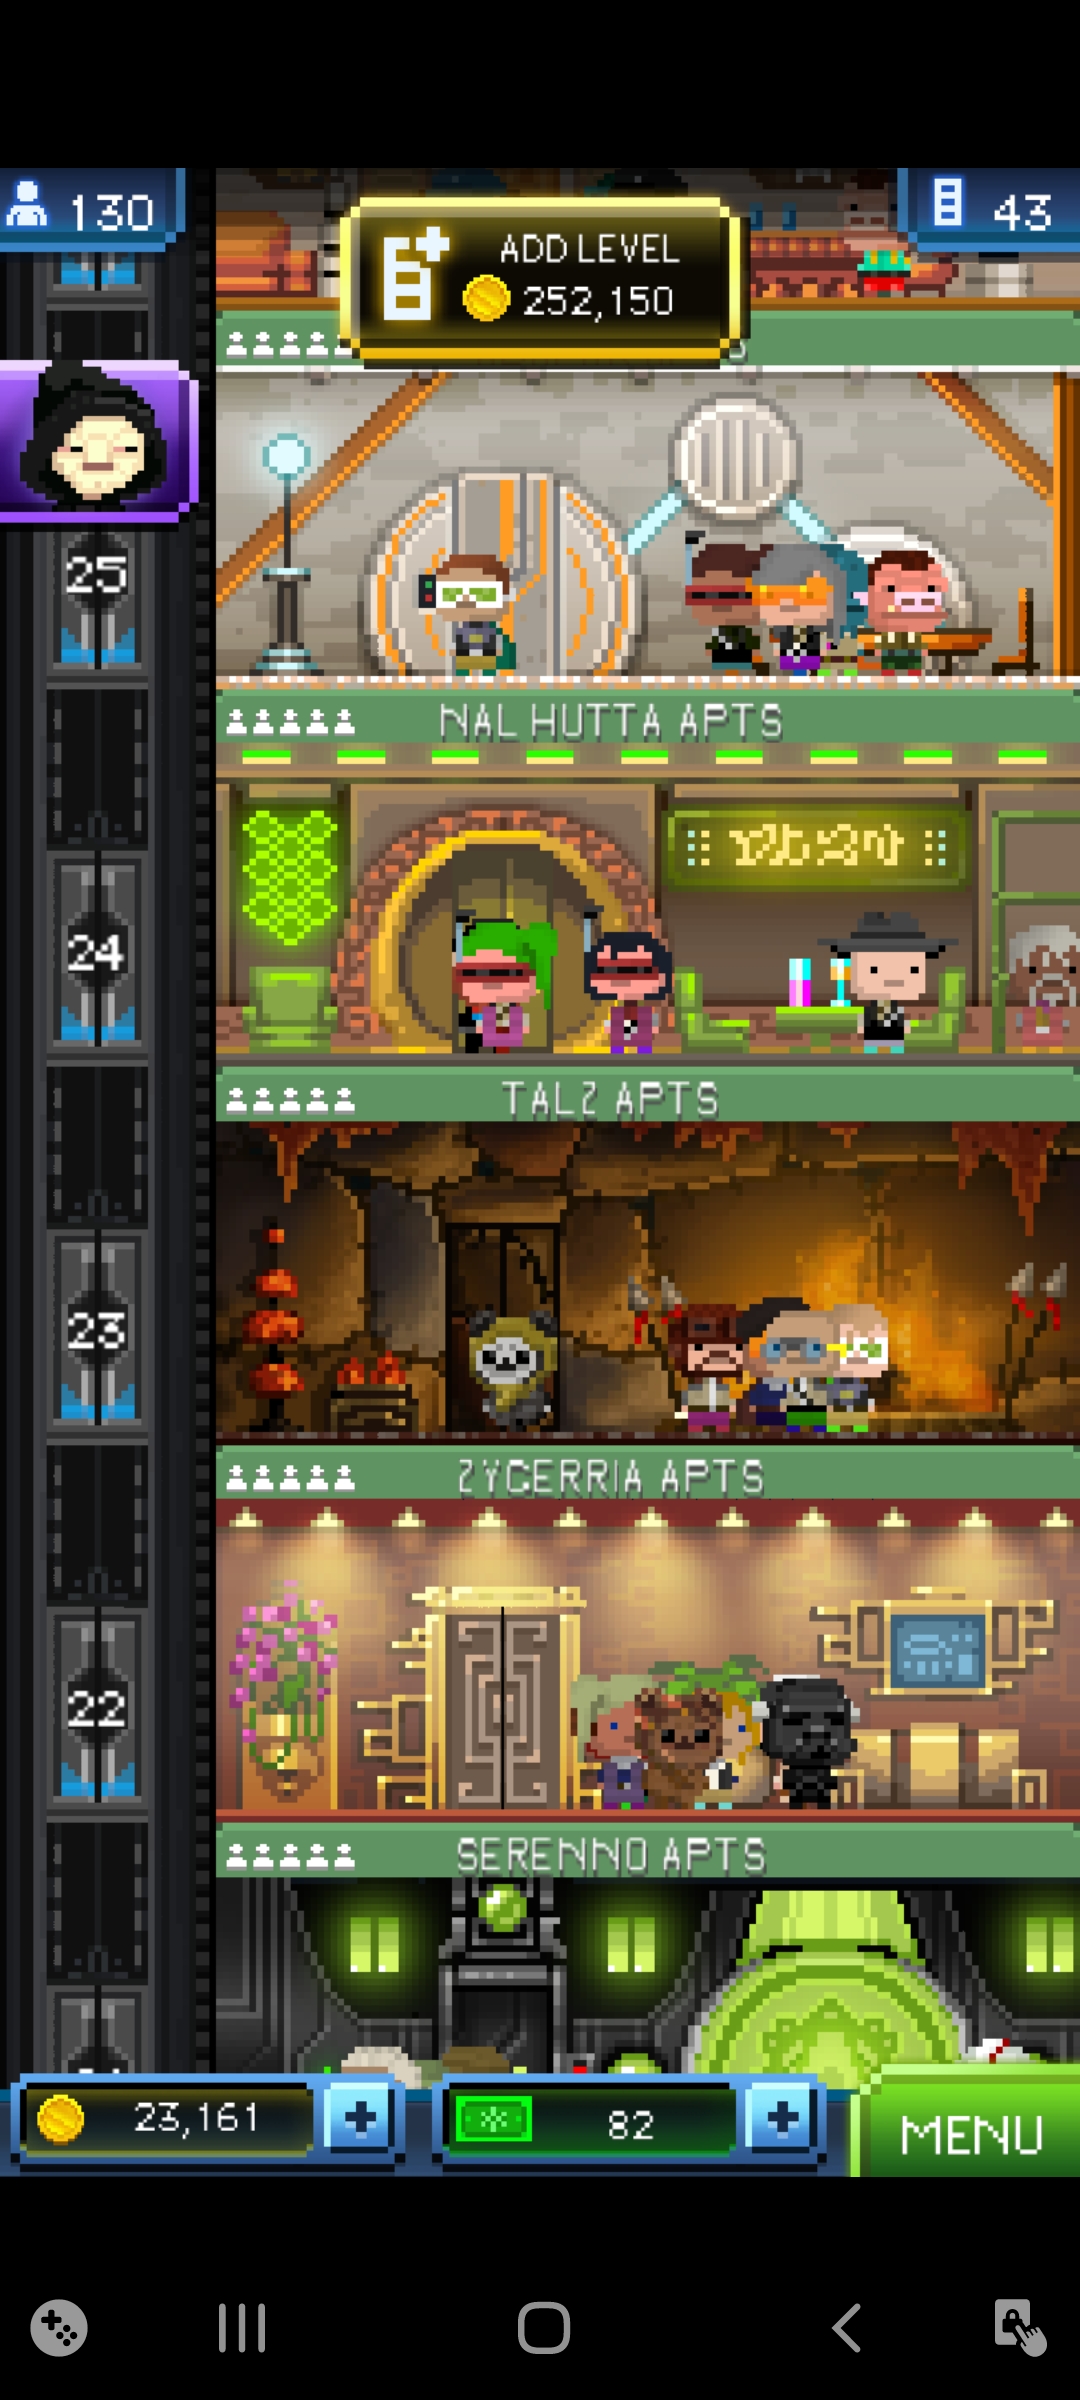 130
ADD LEVEL
252,150
43
25
NAL HUTTA APTS
24
TALZ APTS
23
ZYGERRIA APTS
22
SERENNO APTS
23,161
82
MENU